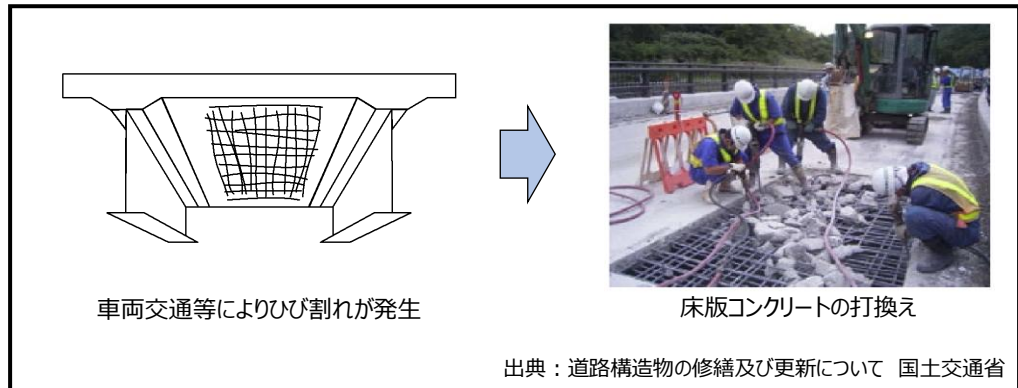 車両交通等によりひび割れが発生
床版コンクリートの打換え
出典：道路構造物の修繕及び更新について 国土交通省